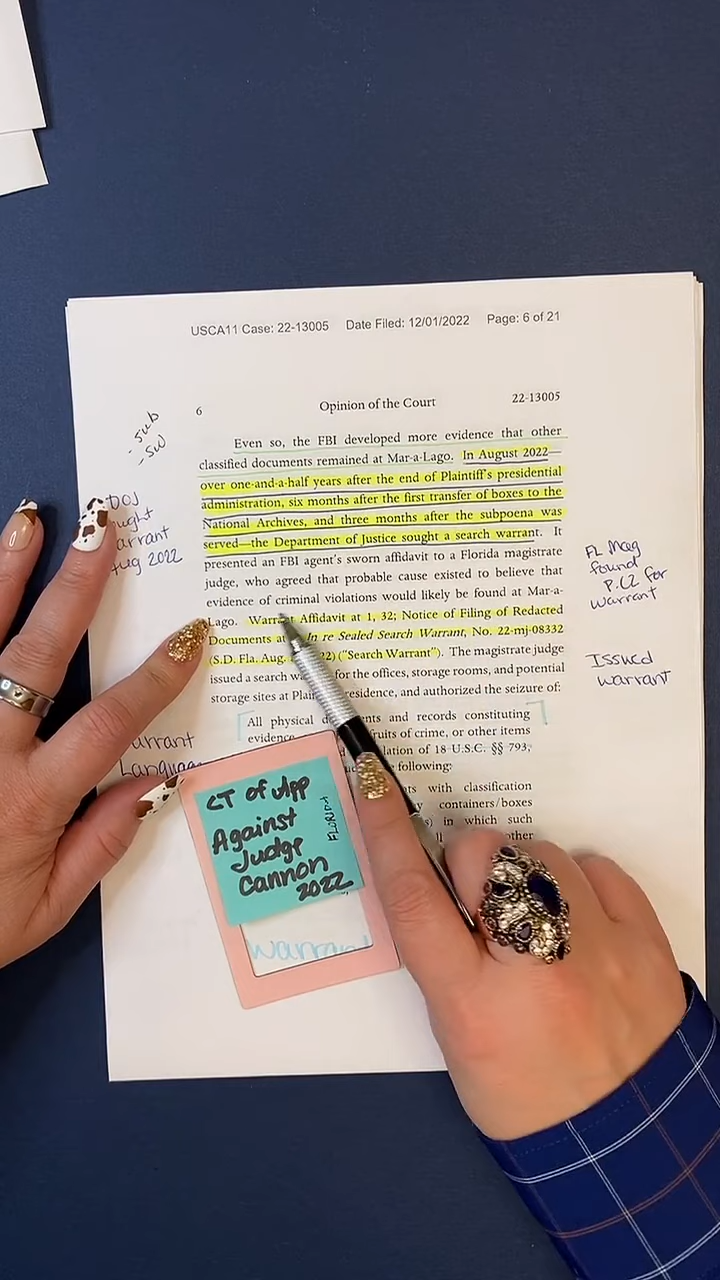 USCA11 Case: 22-13005 Date Filed: 12/01/2022 Page: 6 of 21
6 Opinion of the Court 22-13005
Even so, the FBI developed more evidence that other
classified documents remained at Mar-a-Lago. In August 2022—
over one-and-a-half years after the end of Plaintiff's presidential
administration, six months after the first transfer of boxes to the
National Archives, and three months after the subpoena was
served—the Department of Justice sought a search warrant. It
presented an FBI agent's sworn affidavit to a Florida magistrate
judge, who agreed that probable cause existed to believe that
evidence of criminal violations would likely be found at Mar-a-
Lago. Warrant Affidavit at 1, 32; Notice of Filing of Redacted
Documents at In re Sealed Search Warrant, No. 22-mj-08332
(S.D. Fla. Aug. 22) ("Search Warrant"). The magistrate judge
issued a search wa for the offices, storage rooms, and potential
storage sites at Plain residence, and authorized the seizure of:
All physical d ents and records constituting
evidence fruits of crime, or other items
lation of 18 U.S.C. §§ 793,
following:
ts with classification
containers/boxes
s) in which such
other
-sub
-SW
DOJ
ught
arrant
Aug 2022
FL Mag
found
P.C for
warrant
Issued
warrant
arrant
Language
CT of App
Against
Judge
Cannon
2022
FLORIDA
Warrant